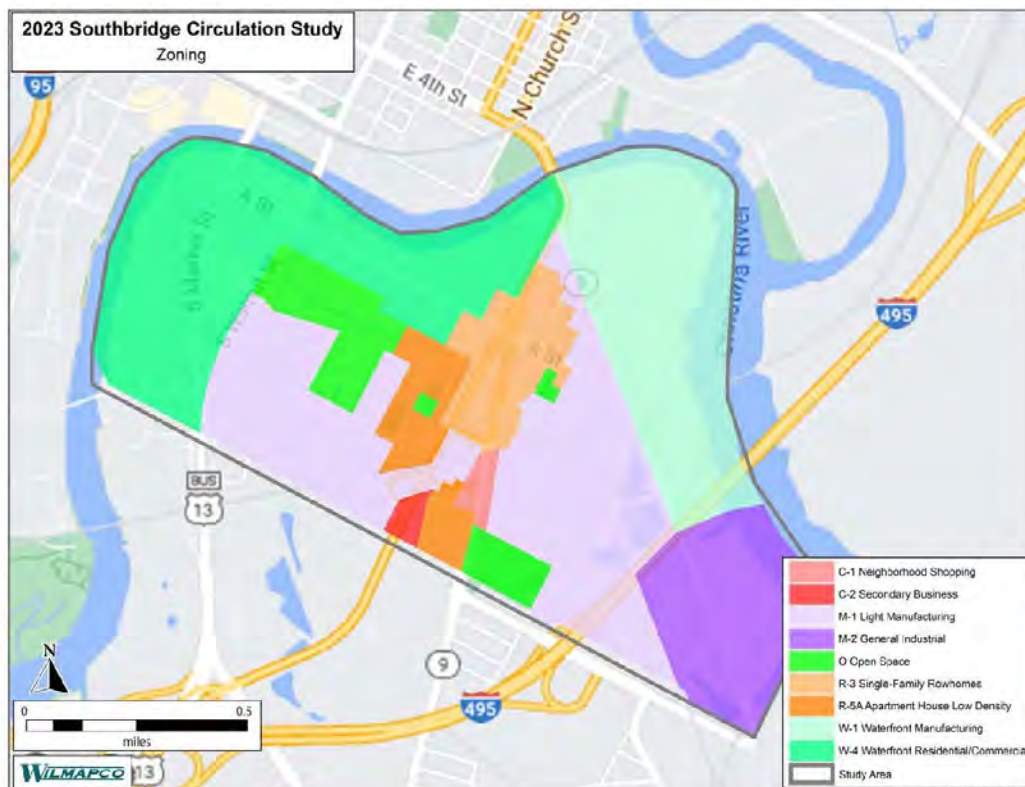 2023 Southbridge Circulation Study
Zoning
95
E 4th St
N Church S
A St
S Market St
9
A St
River
495
BUS
13
N
9
495
0
0.5
miles
WILMAPCO
13
C-1 Neighborhood Shopping
C-2 Secondary Business
M-1 Light Manufacturing
M-2 General Industrial
O Open Space
R-3 Single-Family Rowhomes
R-5A Apartment House Low Density
W-1 Waterfront Manufacturing
W-4 Waterfront Residential/Commercia
Study Area